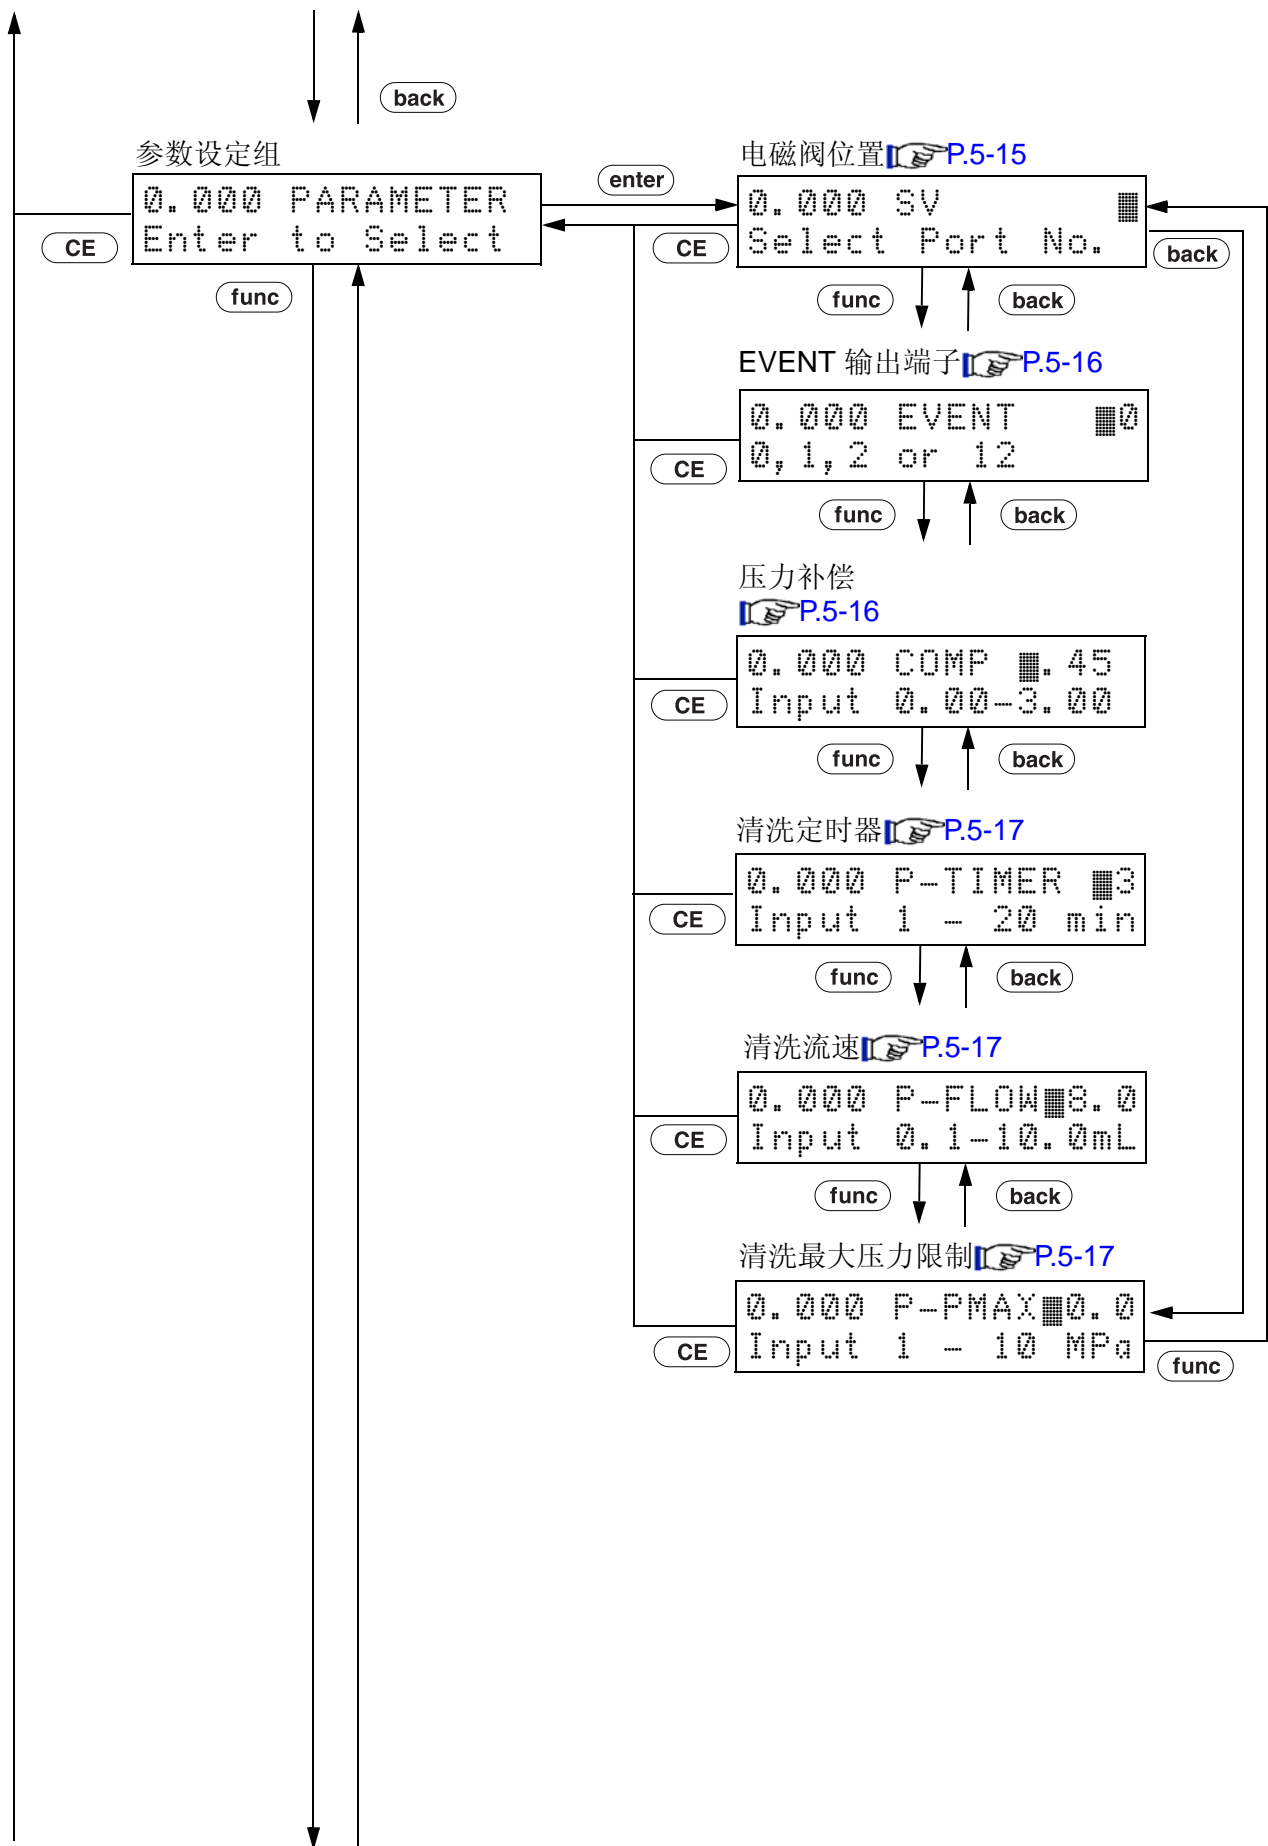 back
参数设定组
0.000 PARAMETER
Enter to Select
CE
func
enter
电磁阀位置 P.5-15
0.000 SV
Select Port No.
CE
back
func
back
EVENT 输出端子 P.5-16
0.000 EVENT 0
0,1,2 or 12
CE
func
back
压力补偿
P.5-16
0.000 COMP .45
Input 0.00-3.00
CE
func
back
清洗定时器 P.5-17
0.000 P-TIMER 3
Input 1 - 20 min
CE
func
back
清洗流速 P.5-17
0.000 P-FLOW 8.0
Input 0.1-10.0mL
CE
func
back
清洗最大压力限制 P.5-17
0.000 P-PMAX 0.0
Input 1 - 10 MPa
CE
func